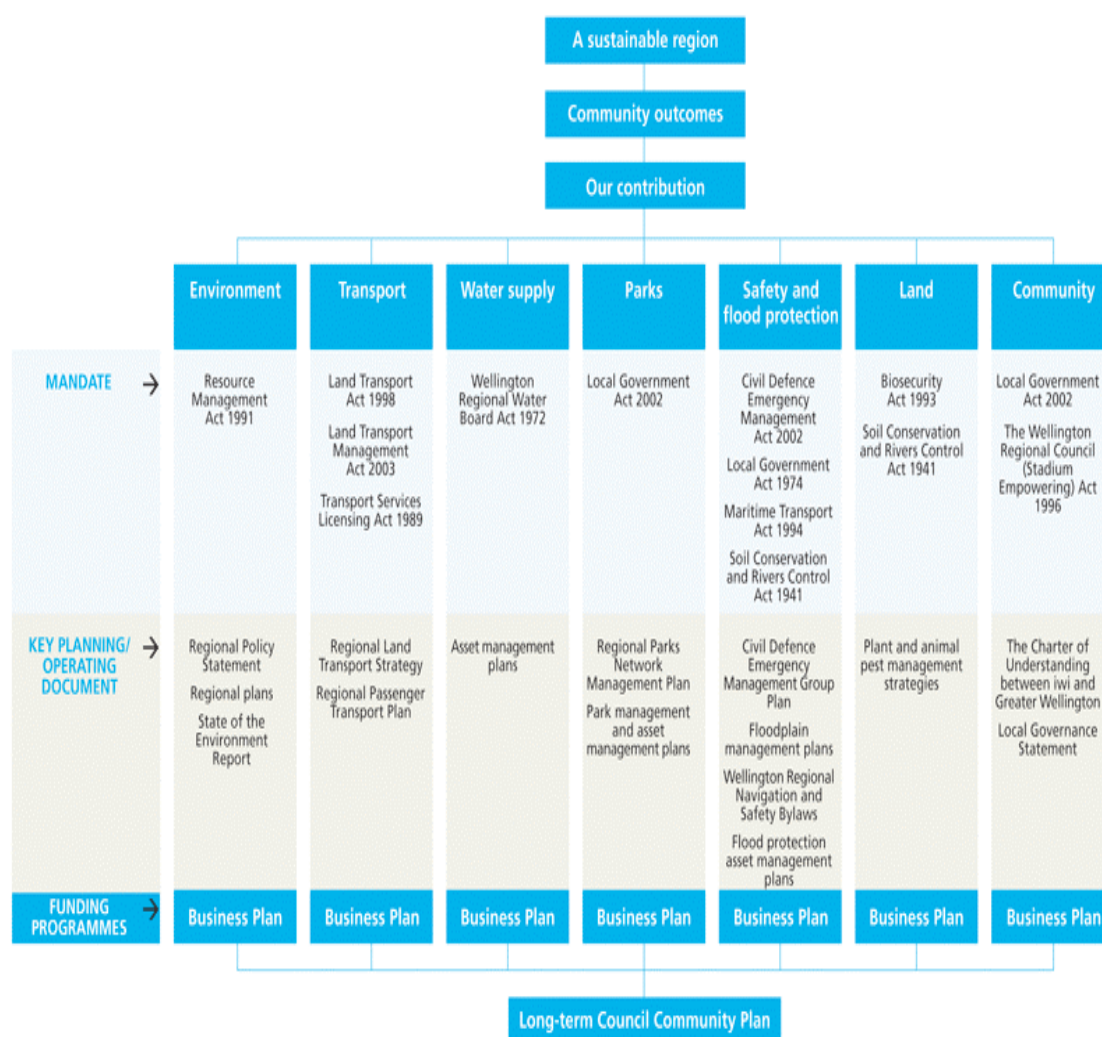 A sustainable region
Community outcomes
Our contribution
Environment
Transport
Water supply
Parks
Safety and
flood protection
Land
Community
MANDATE →
Resource
Management
Act 1991
Land Transport
Act 1998
Land Transport
Management
Act 2003
Transport Services
Licensing Act 1989
Wellington
Regional Water
Board Act 1972
Local Government
Act 2002
Civil Defence
Emergency
Management
Act 2002
Local Government
Act 1974
Maritime Transport
Act 1994
Soil Conservation
and Rivers Control
Act 1941
Biosecurity
Act 1993
Soil Conservation
and Rivers Control
Act 1941
Local Government
Act 2002
The Wellington
Regional Council
(Stadium
Empowering) Act
1996
KEY PLANNING/ →
OPERATING
DOCUMENT
Regional Policy
Statement
Regional plans
State of the
Environment
Report
Regional Land
Transport Strategy
Regional Passenger
Transport Plan
Asset management
plans
Regional Parks
Network
Management Plan
Park management
and asset
management plans
Civil Defence
Emergency
Management Group
Plan
Floodplain
management plans
Wellington Regional
Navigation and
Safety Bylaws
Flood protection
asset management
plans
Plant and animal
pest management
strategies
The Charter of
Understanding
between iwi and
Greater Wellington
Local Governance
Statement
FUNDING →
PROGRAMMES
Business Plan
Business Plan
Business Plan
Business Plan
Business Plan
Business Plan
Business Plan
Long-term Council Community Plan